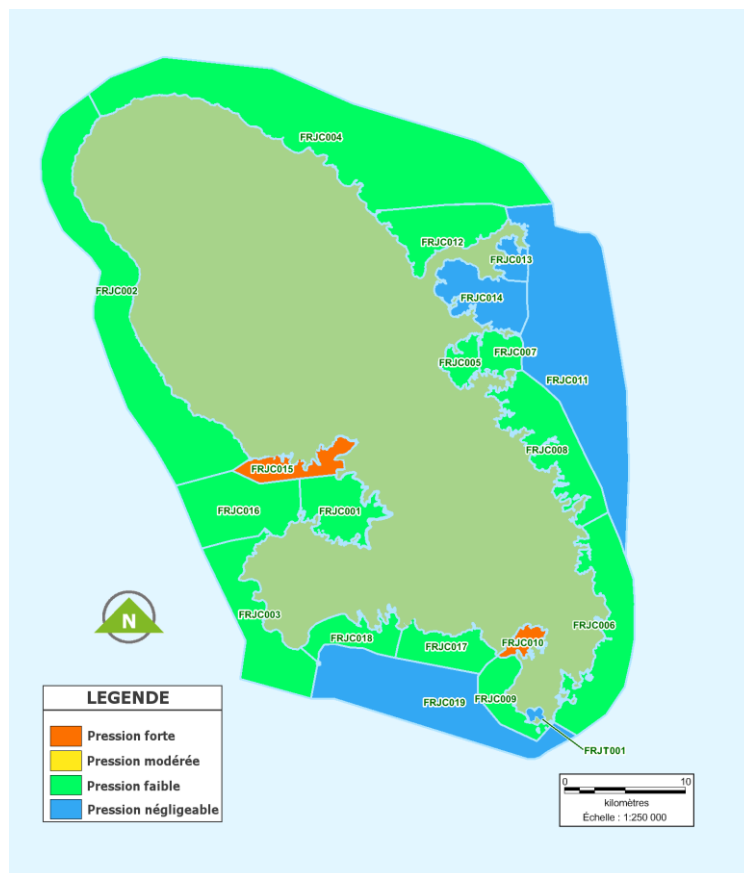 FRJC004
FRJC012
FRJC013
FRJC002
FRJC014
FRJC007
FRJC005
FRJC011
FRJC008
FRJC015
FRJC016
FRJC001
FRJC003
FRJC006
FRJC018
FRJC010
FRJC017
FRJC009
FRJC019
FRJT001
N
LEGENDE
Pression forte
Pression modérée
Pression faible
Pression négligeable
0 10
kilomètres
Échelle : 1:250 000